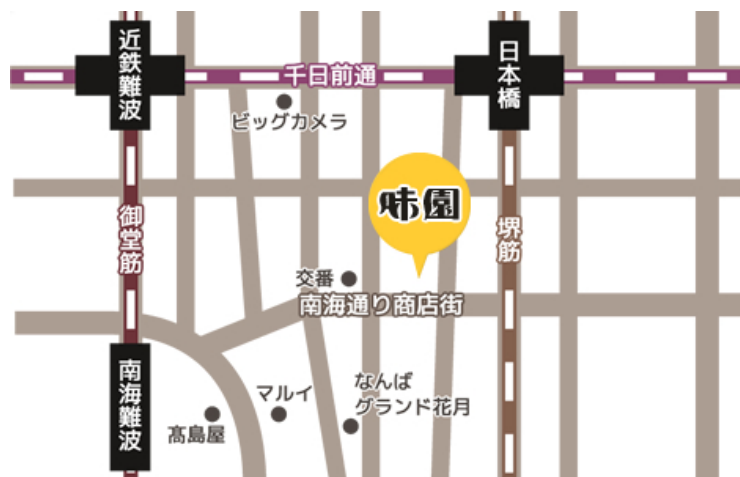 近鉄難波
千日前通
日本橋
ビッグカメラ
味園
御堂筋
堺筋
交番
南海通り商店街
南海難波
マルイ
なんば
グランド花月
髙島屋